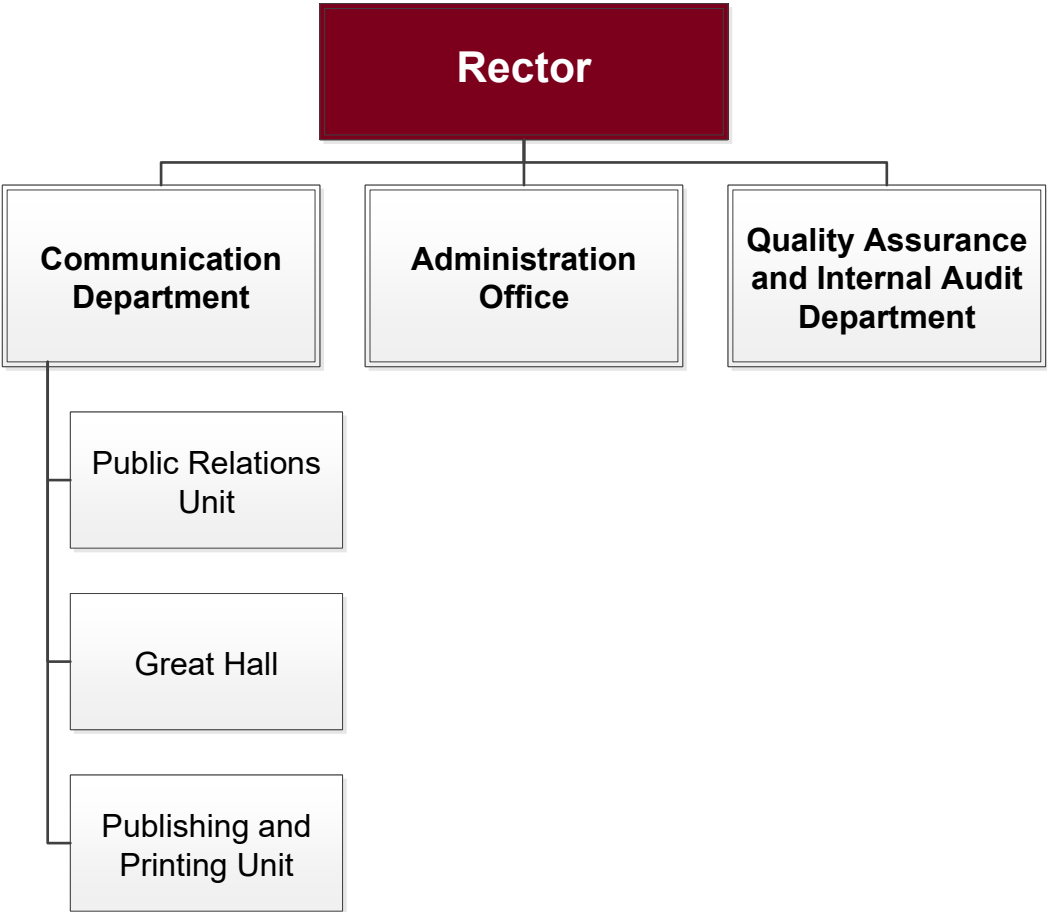 Rector
Communication
Department
Administration
Office
Quality Assurance
and Internal Audit
Department
Public Relations
Unit
Great Hall
Publishing and
Printing Unit